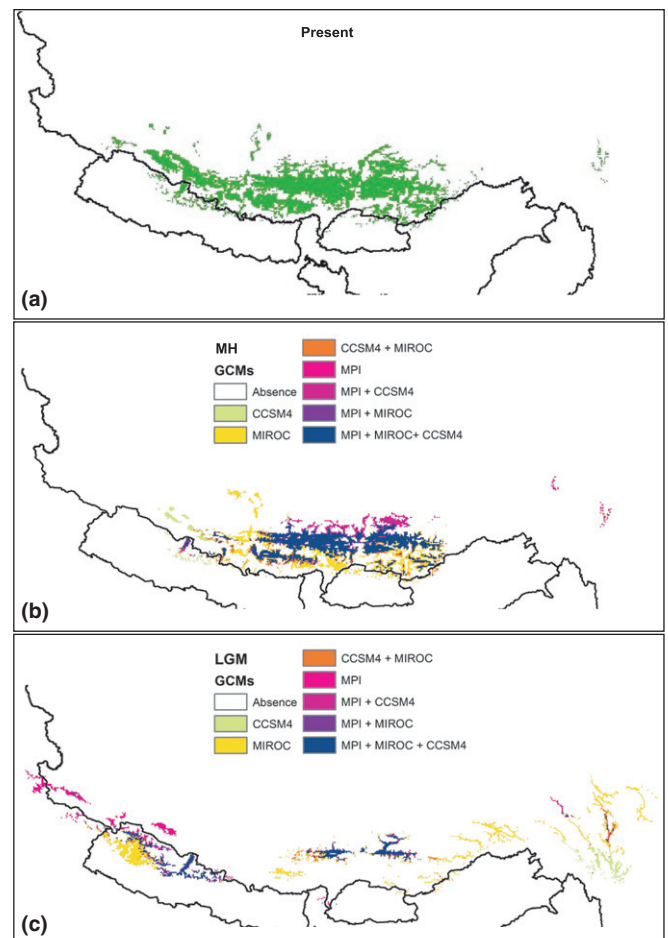 Present
(a)
MH
GCMs
Absence
CCSM4
MIROC
CCSM4 + MIROC
MPI
MPI + CCSM4
MPI + MIROC
MPI + MIROC+ CCSM4
(b)
LGM
GCMs
Absence
CCSM4
MIROC
CCSM4 + MIROC
MPI
MPI + CCSM4
MPI + MIROC
MPI + MIROC + CCSM4
(c)